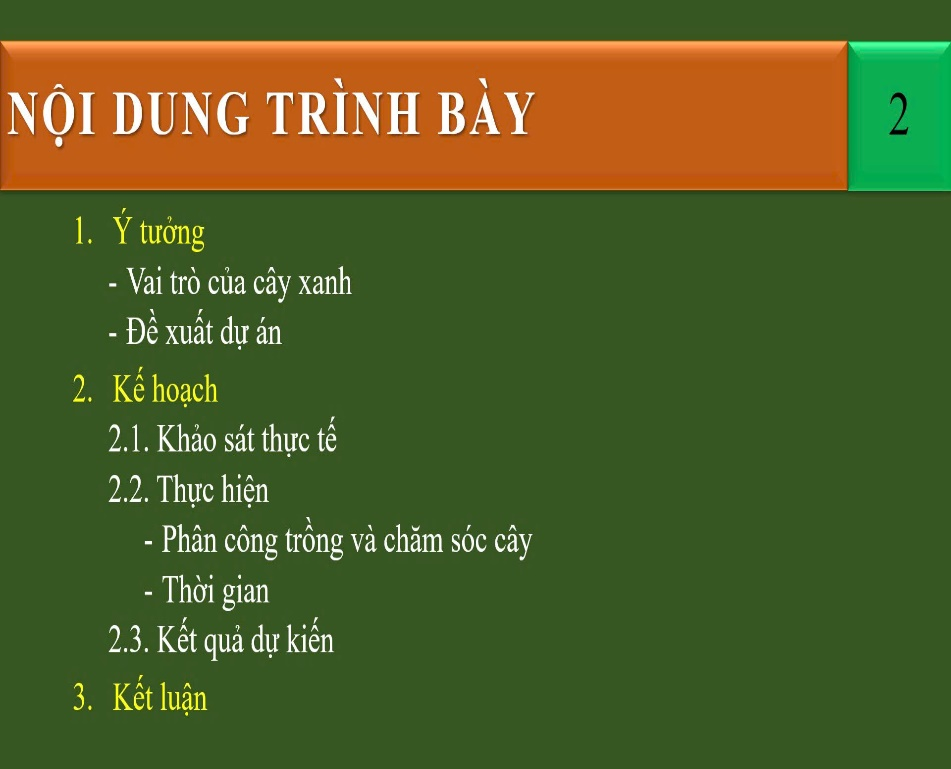 NỘI DUNG TRÌNH BÀY
2
1. Ý tưởng
- Vai trò của cây xanh
- Đề xuất dự án
2. Kế hoạch
2.1. Khảo sát thực tế
2.2. Thực hiện
- Phân công trồng và chăm sóc cây
- Thời gian
2.3. Kết quả dự kiến
3. Kết luận